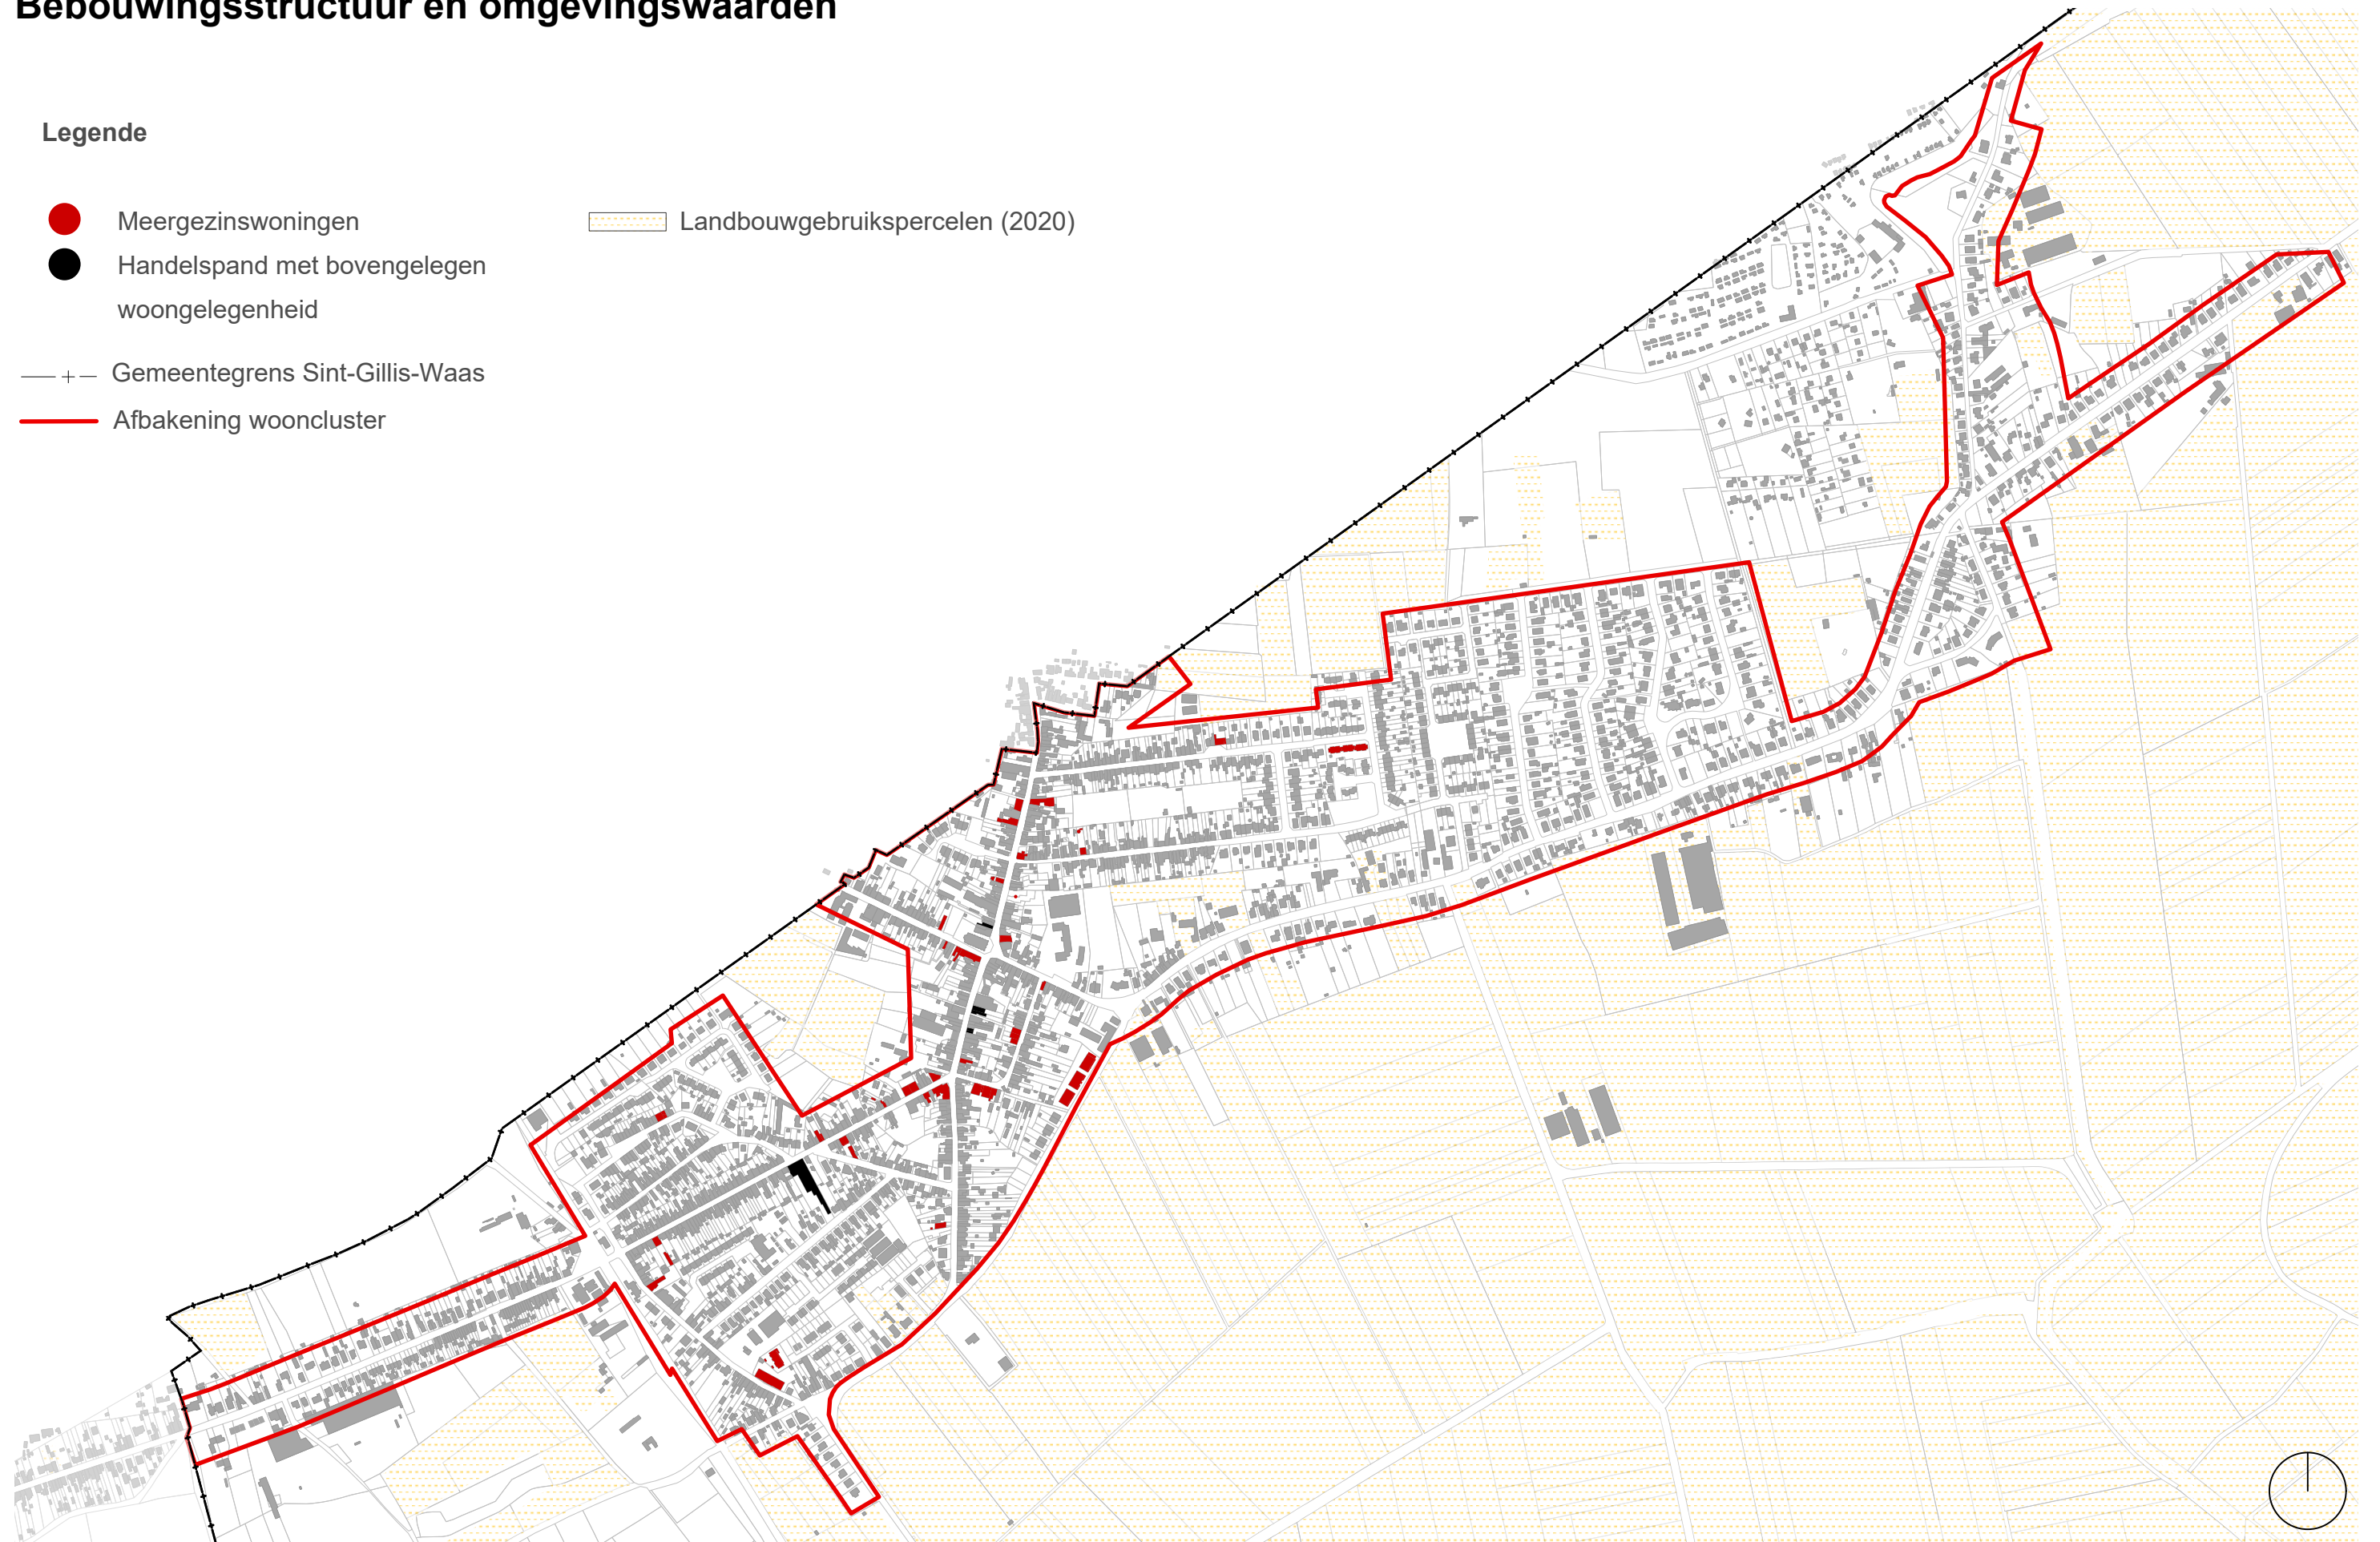 Bebouwingsstructuur en omgevingswaarden
Legende
Meergezinswoningen
Handelspand met bovengelegen
woongelegenheid
Gemeentegrens Sint-Gillis-Waas
Afbakening wooncluster
Landbouwgebruikspercelen (2020)